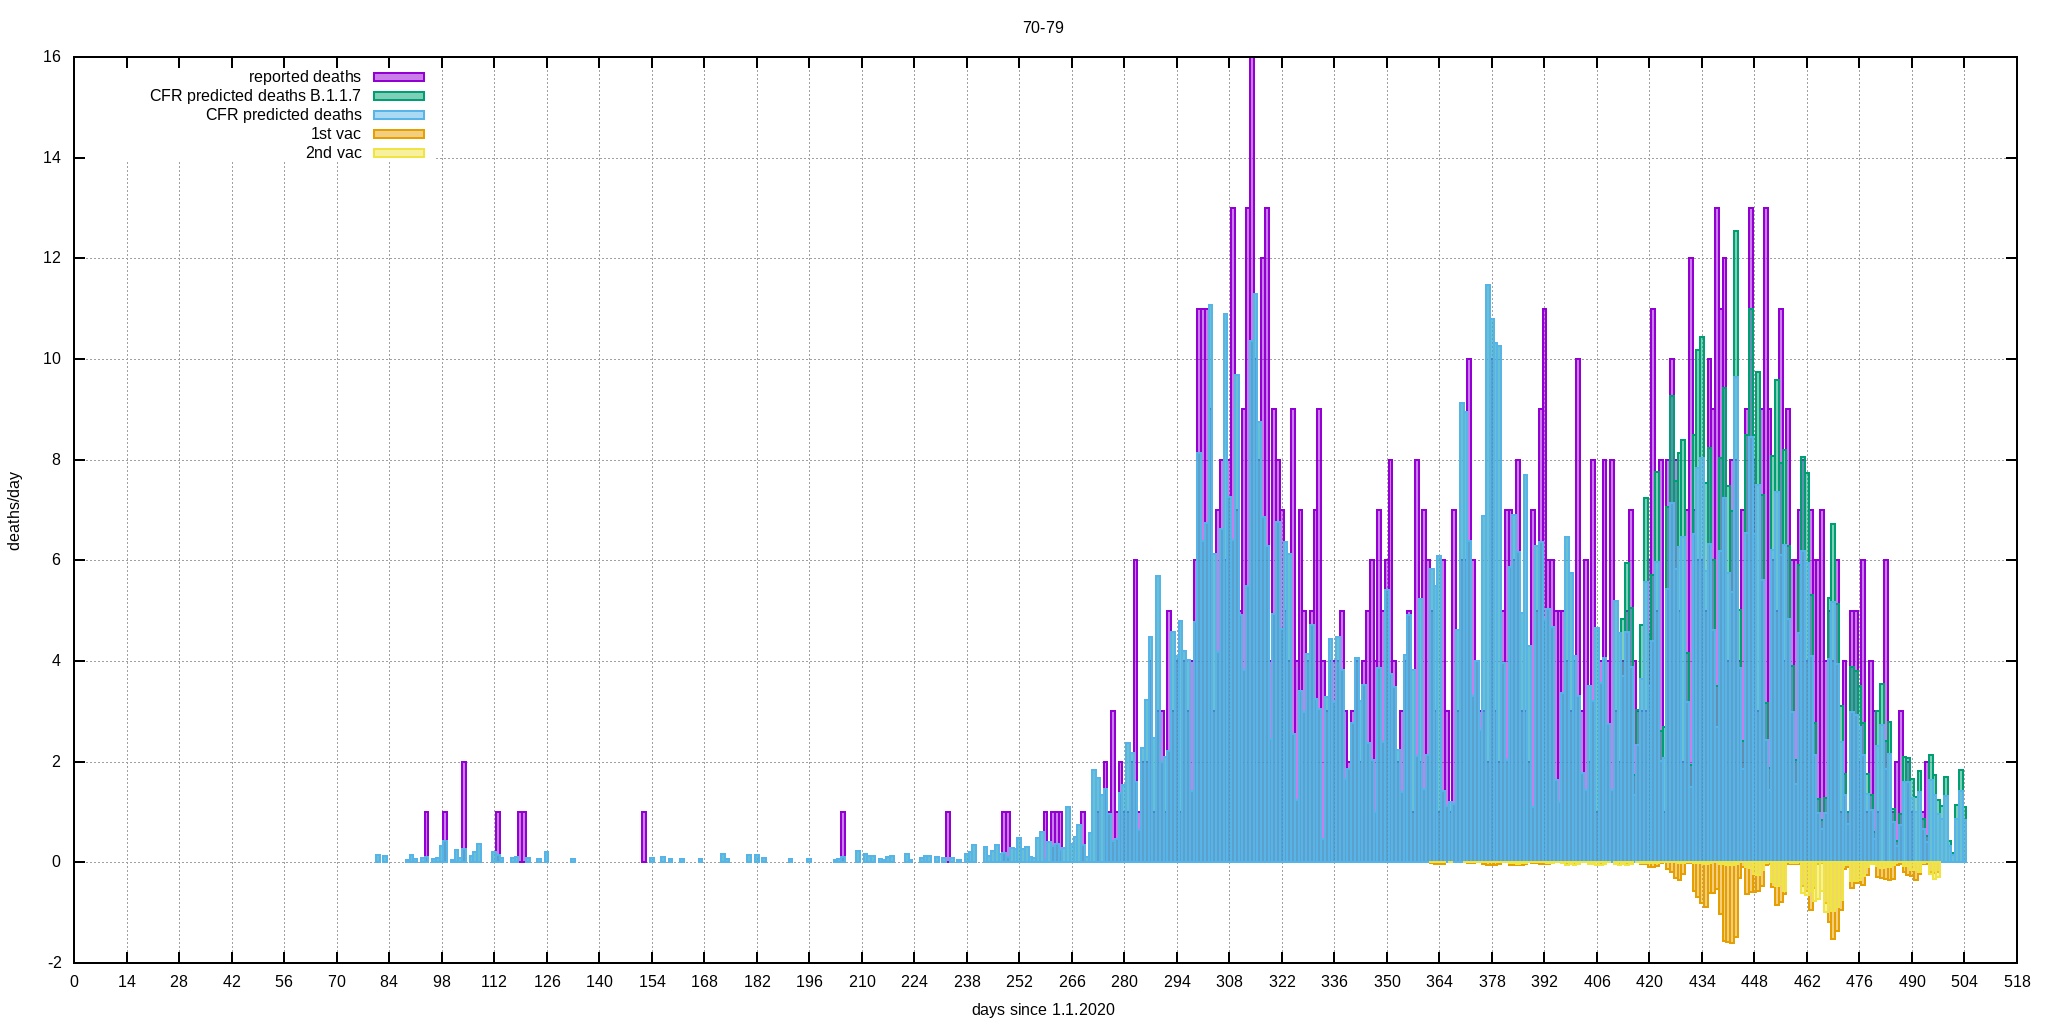 70-79
reported deaths
CFR predicted deaths B.1.1.7
CFR predicted deaths
1st vac
2nd vac
16
14
12
10
8
6
4
2
0
-2
deaths/day
0 14 28 42 56 70 84 98 112 126 140 154 168 182 196 210 224 238 252 266 280 294 308 322 336 350 364 378 392 406 420 434 448 462 476 490 504 518
days since 1.1.2020